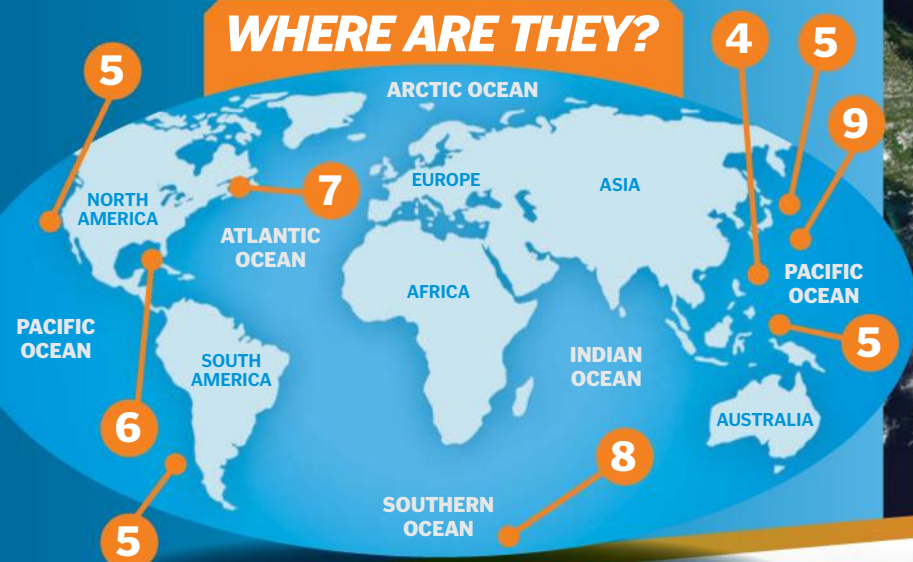 WHERE ARE THEY?
4
5
5
ARCTIC OCEAN
9
EUROPE
ASIA
7
NORTH
AMERICA
ATLANTIC
OCEAN
PACIFIC
OCEAN
AFRICA
PACIFIC
OCEAN
5
INDIAN
OCEAN
SOUTH
AMERICA
AUSTRALIA
6
8
SOUTHERN
OCEAN
5